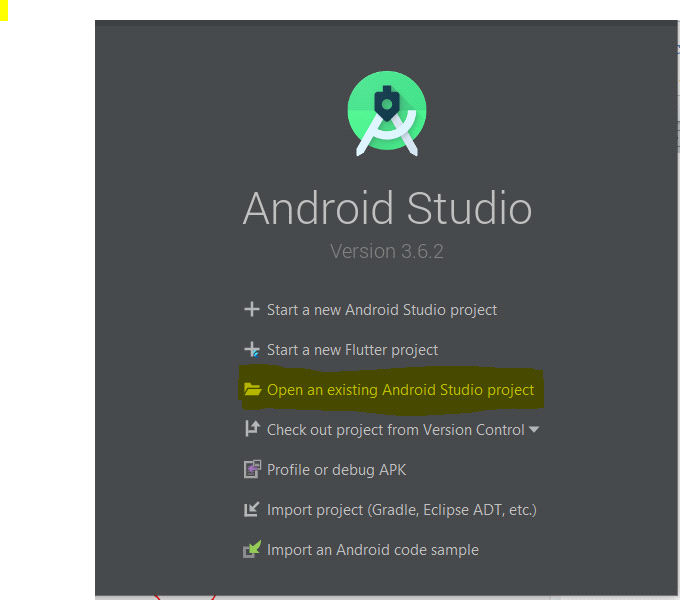 Android Studio
Version 3.6.2
Start a new Android Studio project
Start a new Flutter project
Open an existing Android Studio project
Check out project from Version Control
Profile or debug APK
Import project (Gradle, Eclipse ADT, etc.)
Import an Android code sample